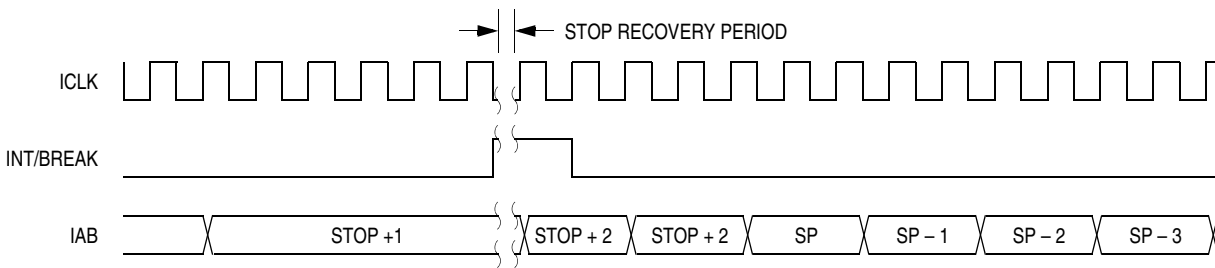 STOP RECOVERY PERIOD
ICLK
INT/BREAK
IAB STOP +1 STOP + 2 STOP + 2 SP SP – 1 SP – 2 SP – 3